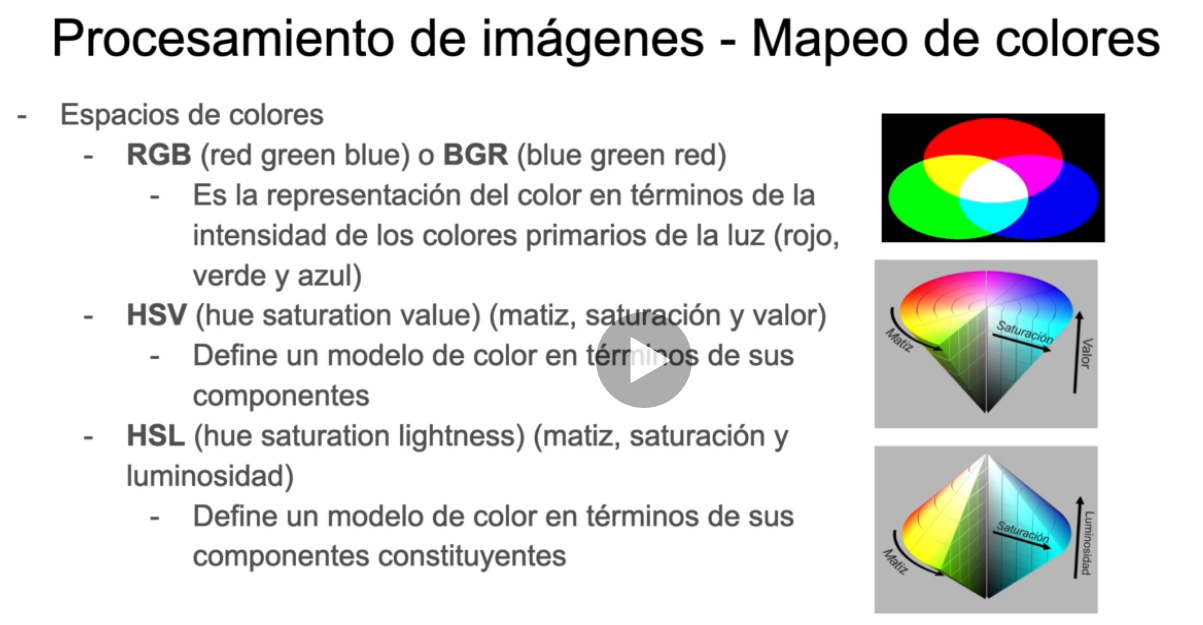 Procesamiento de imágenes - Mapeo de colores
- Espacios de colores
- RGB (red green blue) o BGR (blue green red)
- Es la representación del color en términos de la
intensidad de los colores primarios de la luz (rojo,
verde y azul)
- HSV (hue saturation value) (matiz, saturación y valor)
- Define un modelo de color en términos de sus
componentes
- HSL (hue saturation lightness) (matiz, saturación y
luminosidad)
- Define un modelo de color en términos de sus
componentes constituyentes
Matiz
Saturación
Valor
Matiz
Saturación
Luminosidad